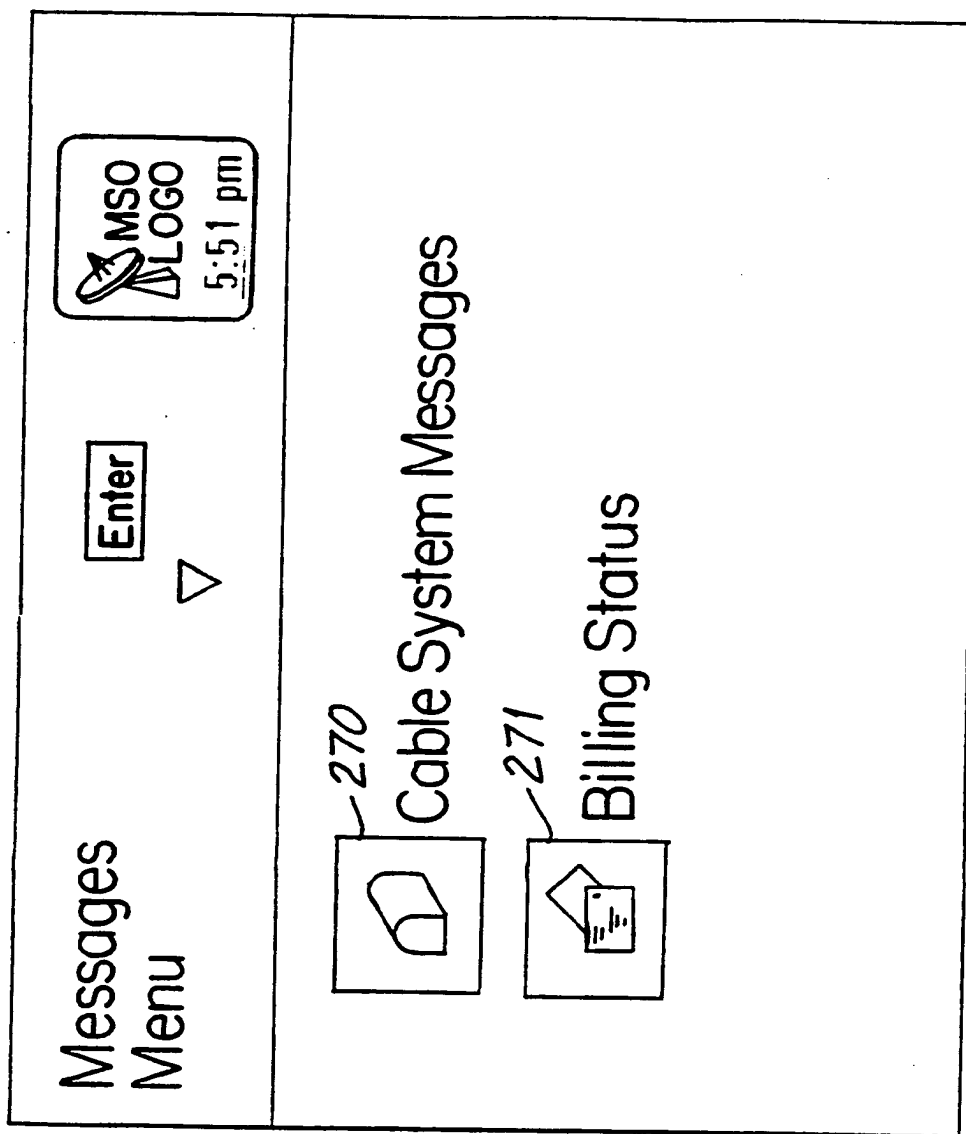 Messages
Menu
Enter
MSO
LOGO
5:51 pm
270
Cable System Messages
271
Billing Status